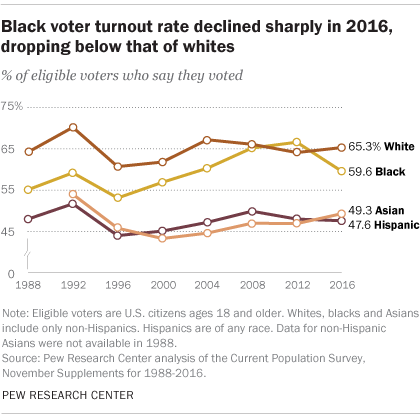 Black voter turnout rate declined sharply in 2016,
dropping below that of whites
% of eligible voters who say they voted
75%
65
55
45
0
65.3% White
59.6 Black
49.3 Asian
47.6 Hispanic
1988 1992 1996 2000 2004 2008 2012 2016
Note: Eligible voters are U.S. citizens ages 18 and older. Whites, blacks and Asians
include only non-Hispanics. Hispanics are of any race. Data for non-Hispanic
Asians were not available in 1988.
Source: Pew Research Center analysis of the Current Population Survey,
November Supplements for 1988-2016.
PEW RESEARCH CENTER